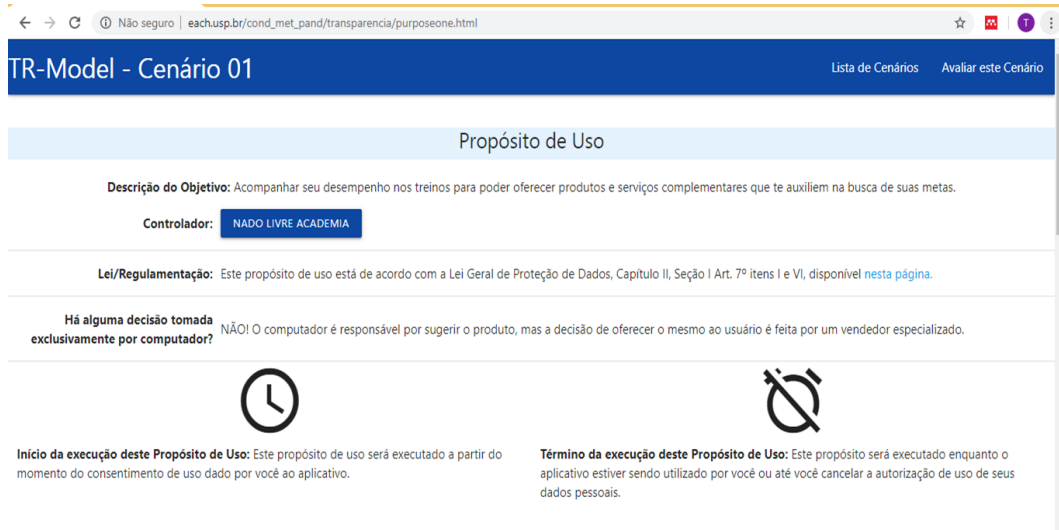 Não seguro | each.usp.br/cond_met_pand/transparencia/purposeone.html
T
TR-Model - Cenário 01
Lista de Cenários
Avaliar este Cenário
Propósito de Uso
Descrição do Objetivo: Acompanhar seu desempenho nos treinos para poder oferecer produtos e serviços complementares que te auxiliem na busca de suas metas.
Controlador: NADO LIVRE ACADEMIA
Lei/Regulamentação: Este propósito de uso está de acordo com a Lei Geral de Proteção de Dados, Capítulo II, Seção I Art. 7º itens I e VI, disponível nesta página.
Há alguma decisão tomada
exclusivamente por computador?
NÃO! O computador é responsável por sugerir o produto, mas a decisão de oferecer o mesmo ao usuário é feita por um vendedor especializado.
Início da execução deste Propósito de Uso: Este propósito de uso será executado a partir do
momento do consentimento de uso dado por você ao aplicativo.
Término da execução deste Propósito de Uso: Este propósito será executado enquanto o
aplicativo estiver sendo utilizado por você ou até você cancelar a autorização de uso de seus
dados pessoais.